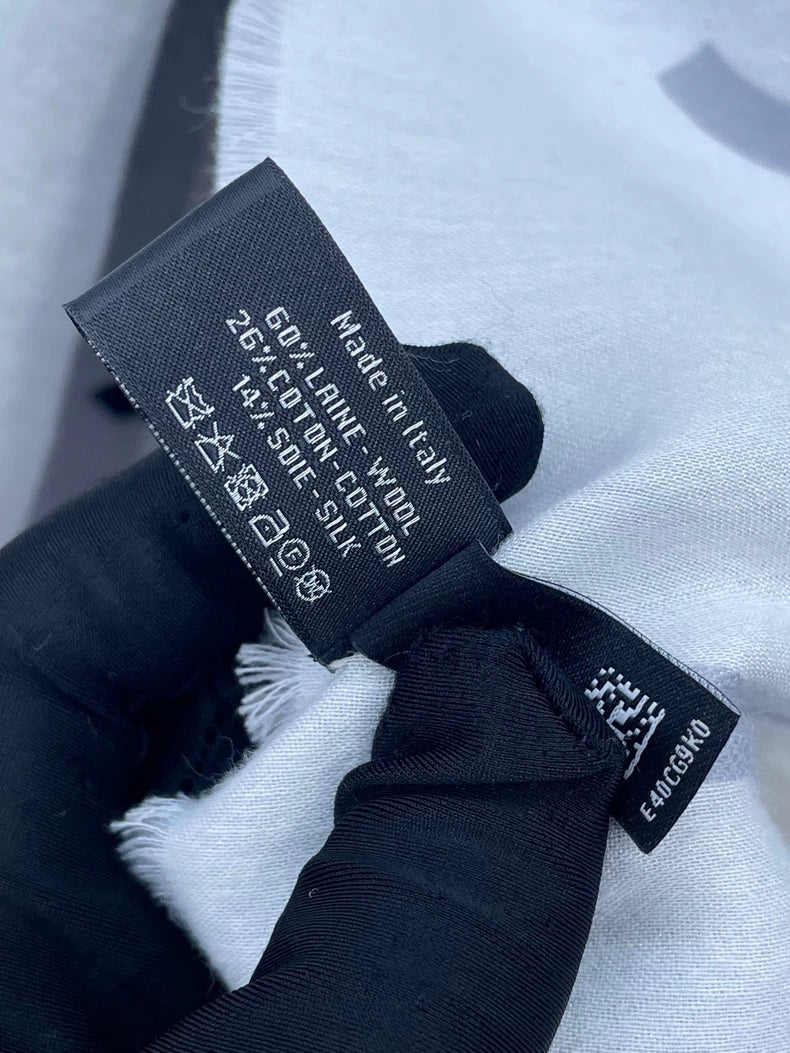 Made in Italy
60% LAINE - WOOL
26% COTON - COTTON
14% SOIE - SILK
E40CG9K0